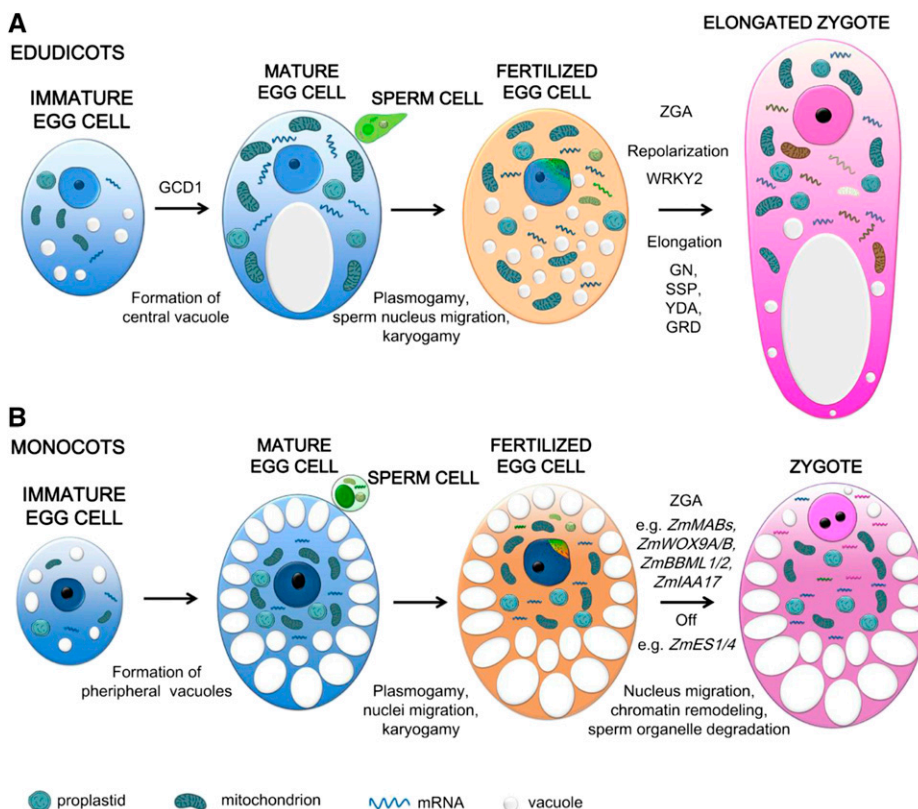 A
EDUDICOTS
IMMATURE
EGG CELL
GCD1
Formation of
central vacuole
MATURE
EGG CELL
SPERM CELL
Plasmogamy,
sperm nucleus migration,
karyogamy
FERTILIZED
EGG CELL
ZGA
Repolarization
WRKY2
Elongation
GN,
SSP,
YDA,
GRD
ELONGATED ZYGOTE
B
MONOCOTS
IMMATURE
EGG CELL
Formation of
pheripheral vacuoles
MATURE
EGG CELL
SPERM CELL
Plasmogamy,
nuclei migration,
karyogamy
FERTILIZED
EGG CELL
ZGA
e.g. ZmMABs,
ZmWOX9A/B,
ZmBBML1/2,
ZmIAA17
Off
e.g. ZmES1/4
Nucleus migration,
chromatin remodeling,
sperm organelle degradation
ZYGOTE
proplastid
mitochondrion
mRNA
vacuole